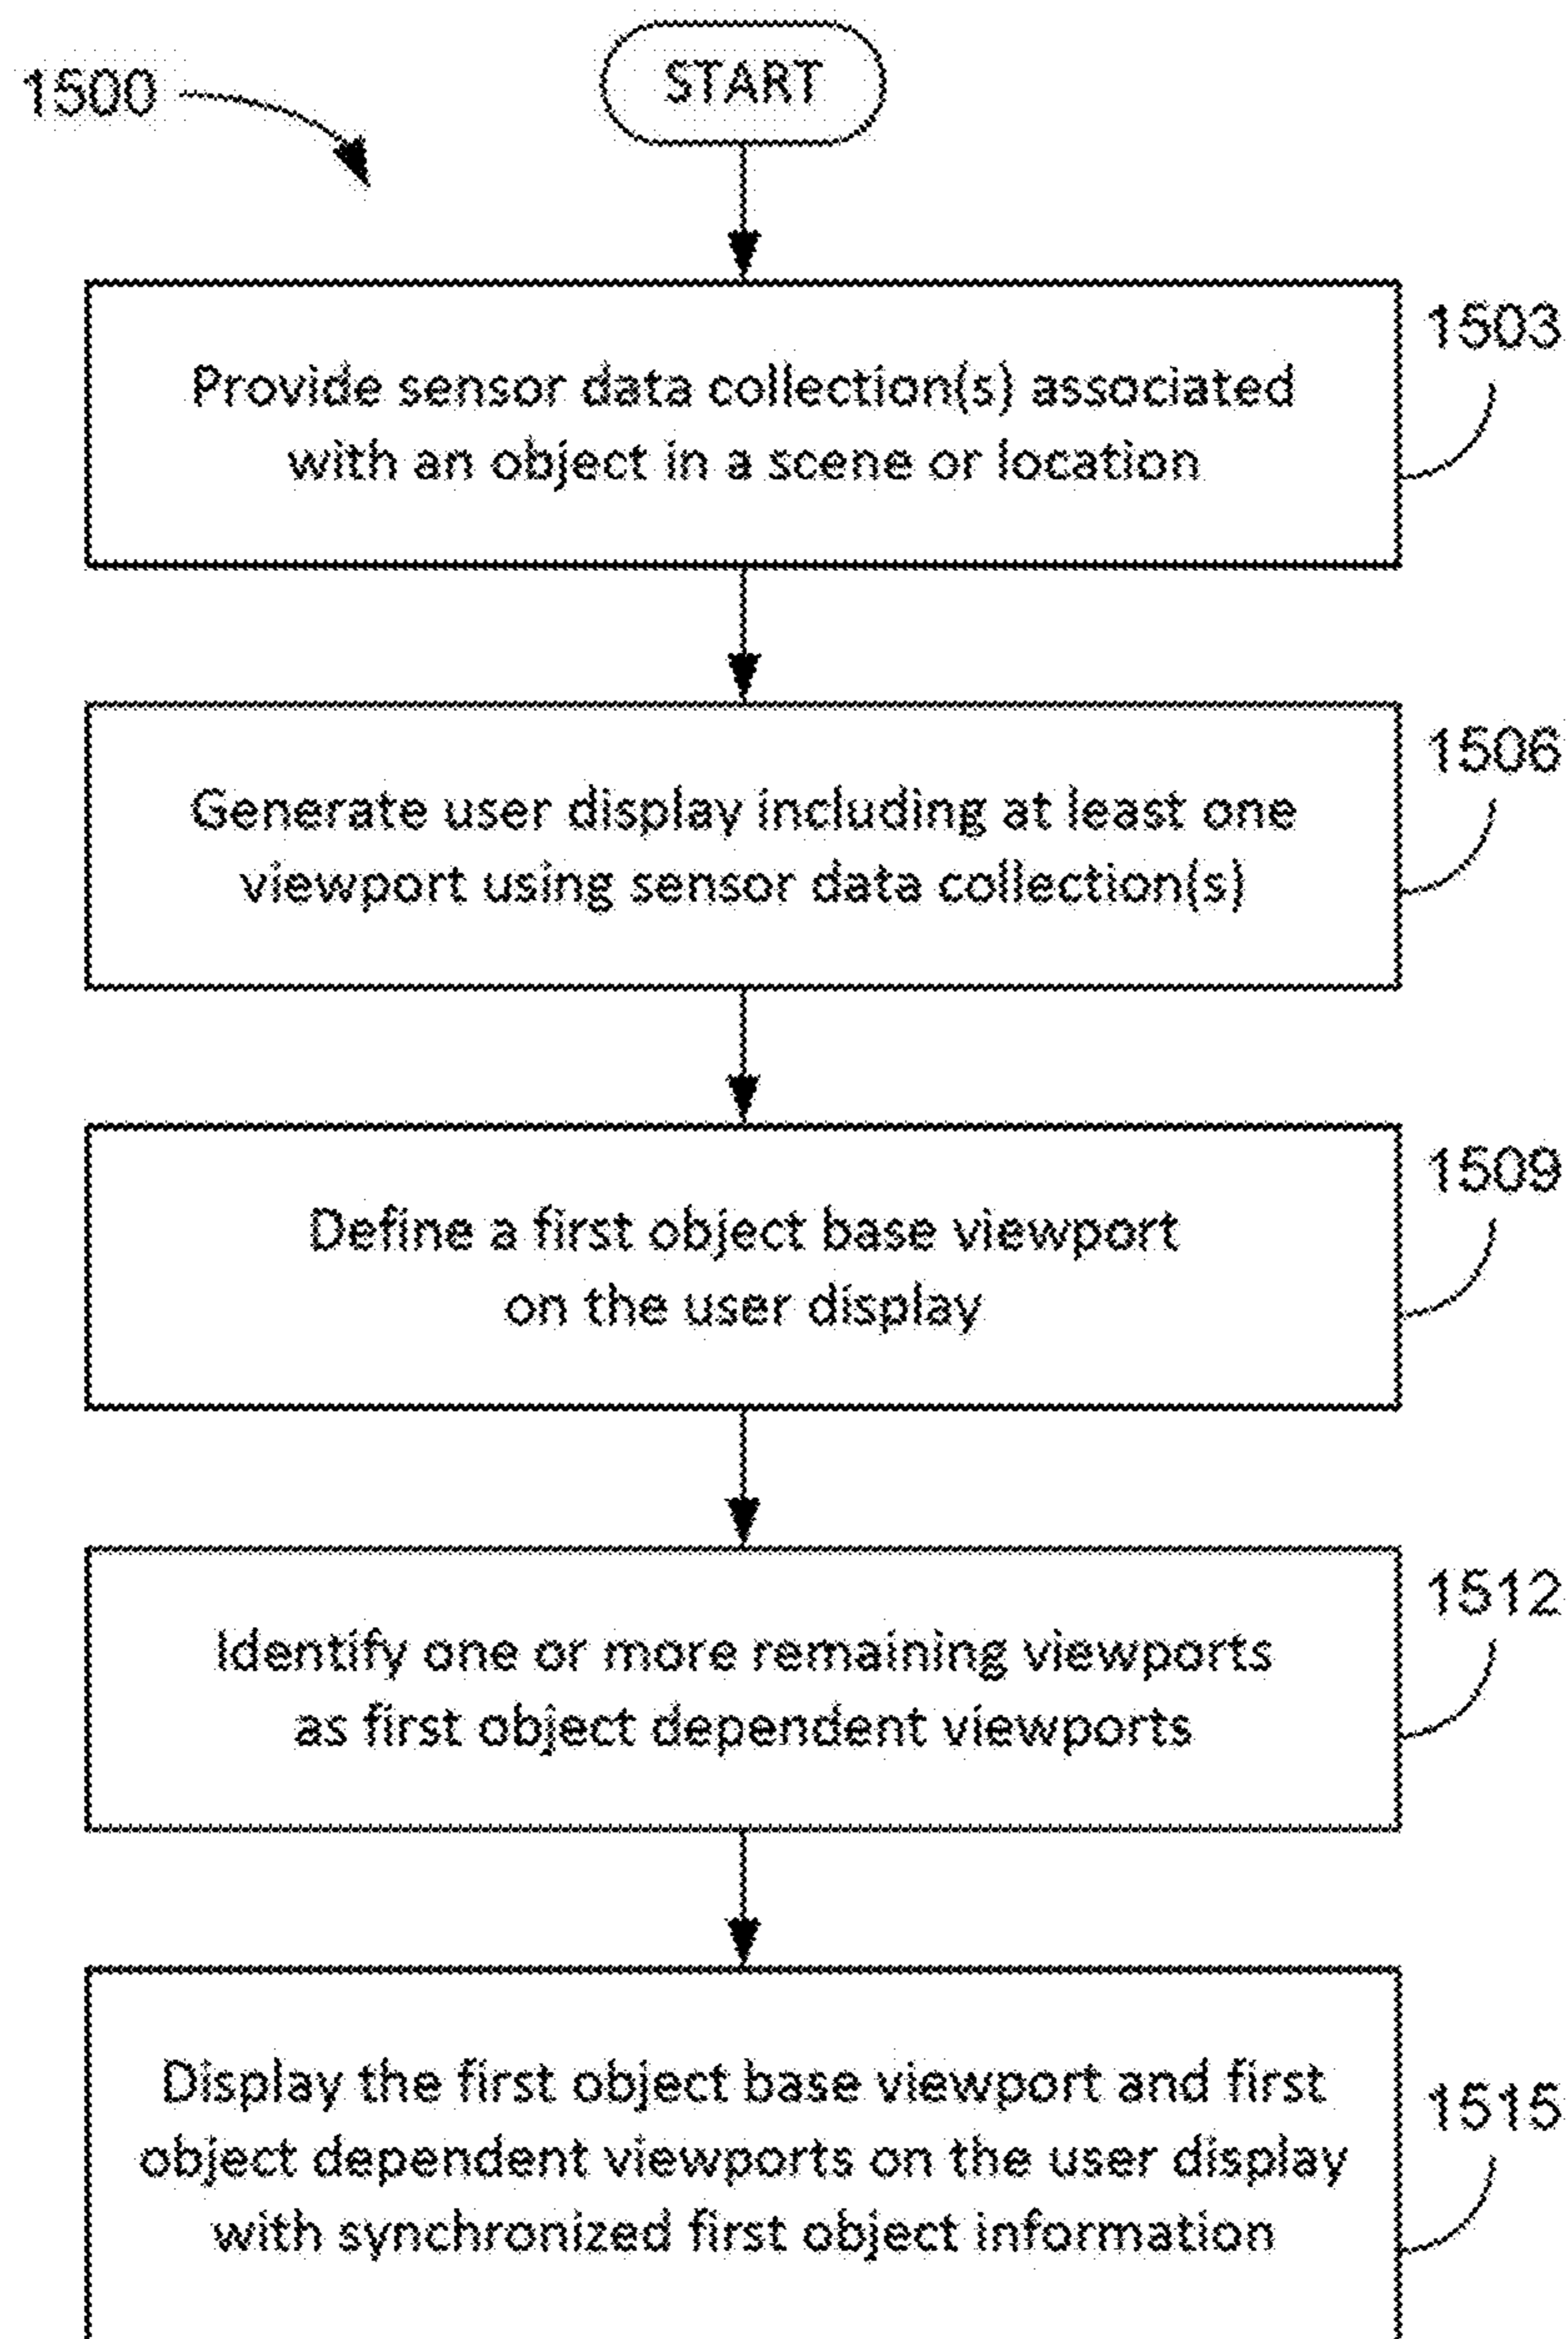 1500
START
1503
Provide sensor data collection(s) associated
with an object in a scene or location
1506
Generate user display including at least one
viewport using sensor data collection(s)
1509
Define a first object base viewport
on the user display
1512
Identify one or more remaining viewports
as first object dependent viewports
1515
Display the first object base viewport and first
object dependent viewports on the user display
with synchronized first object information